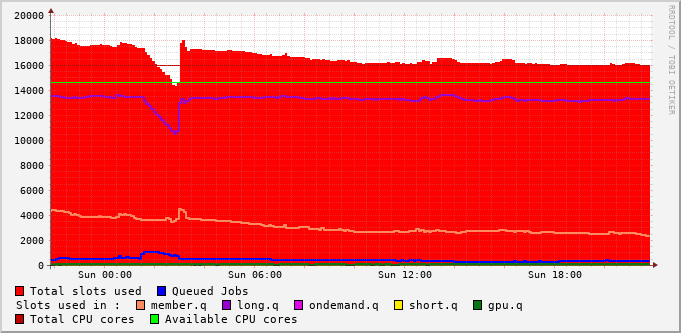 RRDTOOL / TOBI OETIKER
20000
18000
16000
14000
12000
10000
8000
6000
4000
2000
0
Sun 00:00 Sun 06:00 Sun 12:00 Sun 18:00
Total slots used Queued Jobs
Slots used in : member.q long.q ondemand.q short.q gpu.q
Total CPU cores Available CPU cores